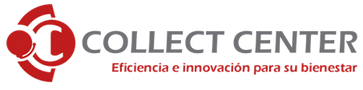 COLLECT CENTER
Eficiencia e innovación para su bienestar